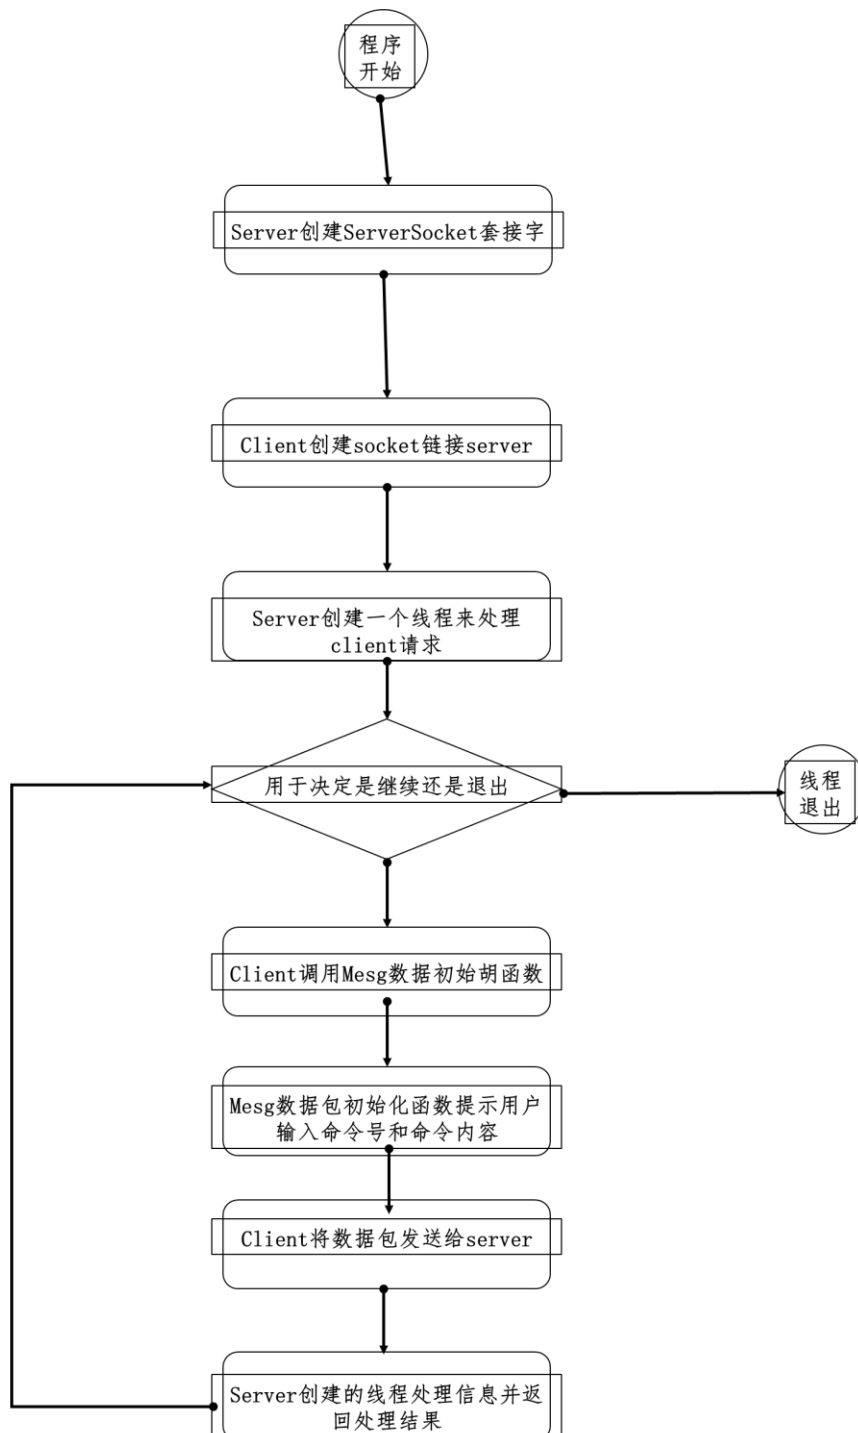 程序
开始
Server创建ServerSocket套接字
Client创建socket链接server
Server创建一个线程来处理
client请求
用于决定是继续还是退出
线程
退出
Client调用Mesg数据初始胡函数
Mesg数据包初始化函数提示用户
输入命令号和命令内容
Client将数据包发送给server
Server创建的线程处理信息并返
回处理结果